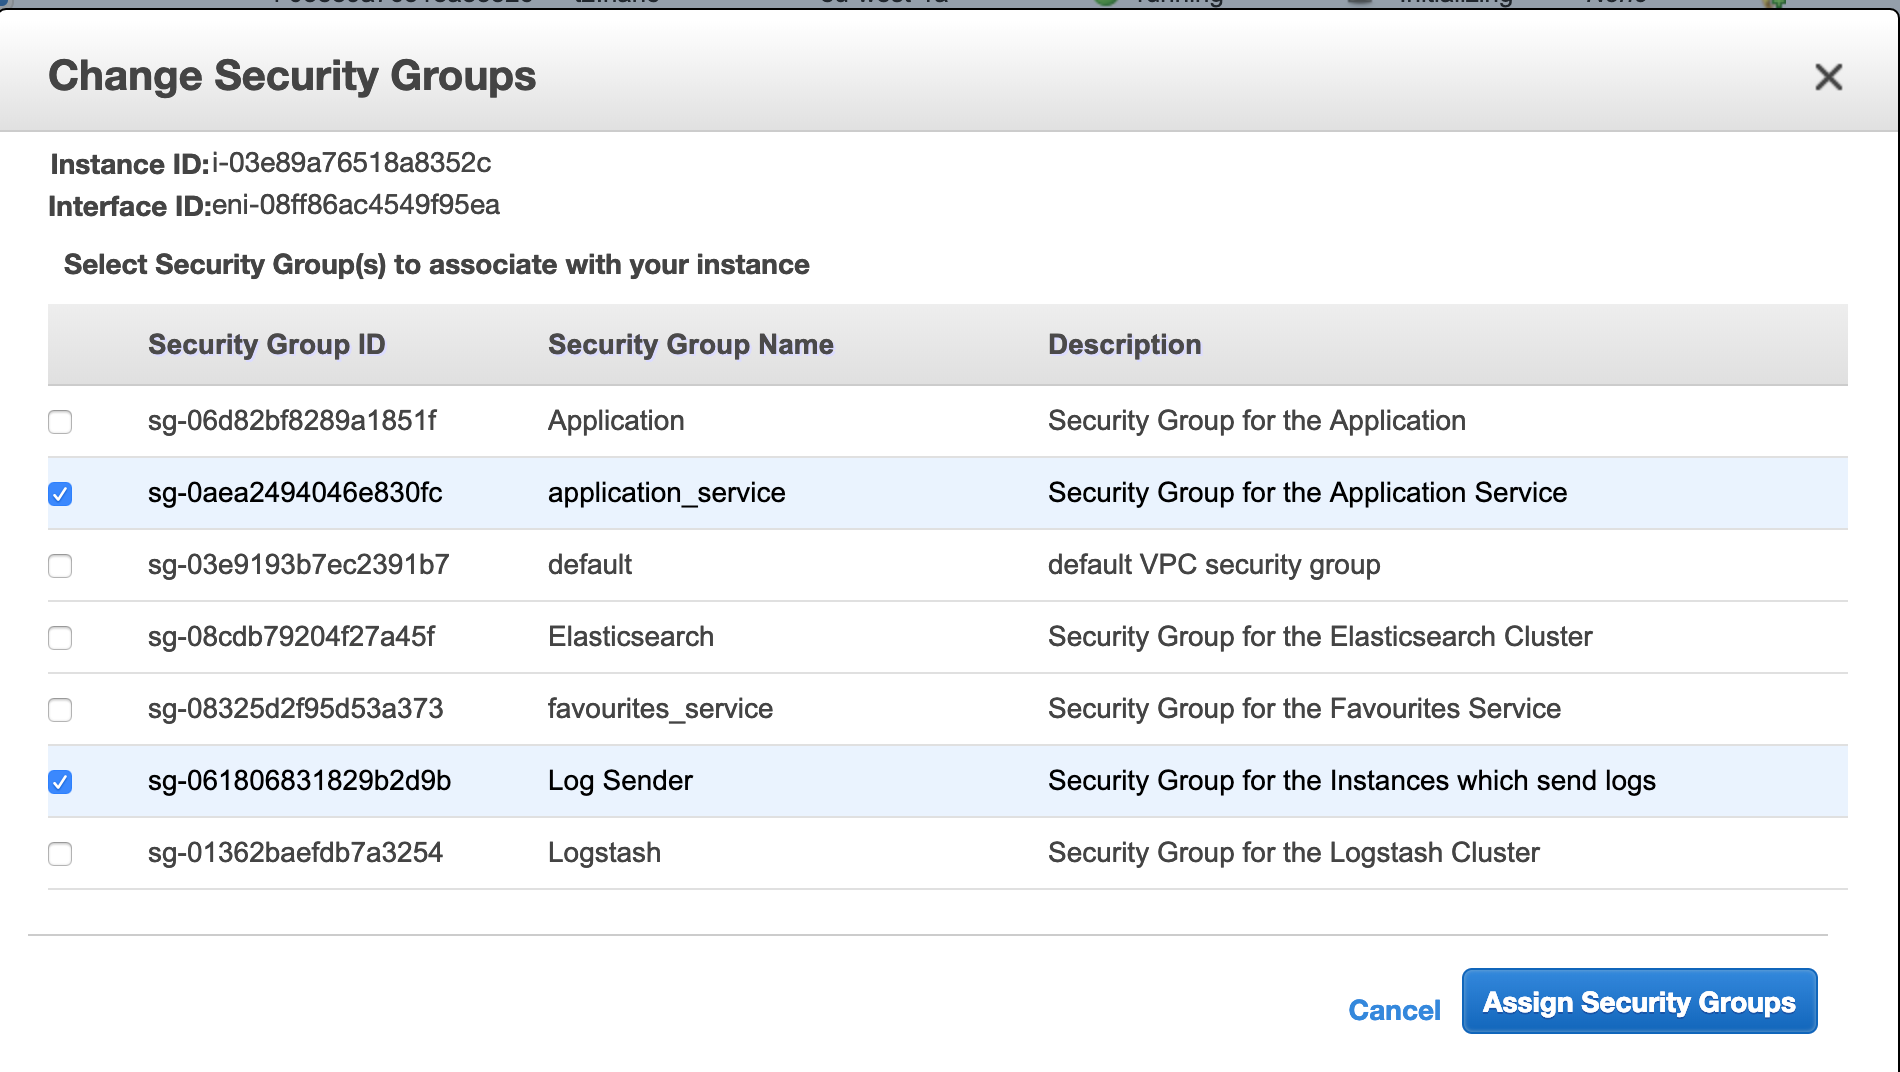 Change Security Groups
Instance ID: i-03e89a76518a8352c
Interface ID: eni-08ff86ac4549f95ea
Select Security Group(s) to associate with your instance
Security Group ID Security Group Name Description
sg-06d82bf8289a1851f Application Security Group for the Application
sg-0aea2494046e830fc application_service Security Group for the Application Service
sg-03e9193b7ec2391b7 default default VPC security group
sg-08cdb79204f27a45f Elasticsearch Security Group for the Elasticsearch Cluster
sg-08325d2f95d53a373 favourites_service Security Group for the Favourites Service
sg-061806831829b2d9b Log Sender Security Group for the Instances which send logs
sg-01362baefdb7a3254 Logstash Security Group for the Logstash Cluster
Cancel Assign Security Groups